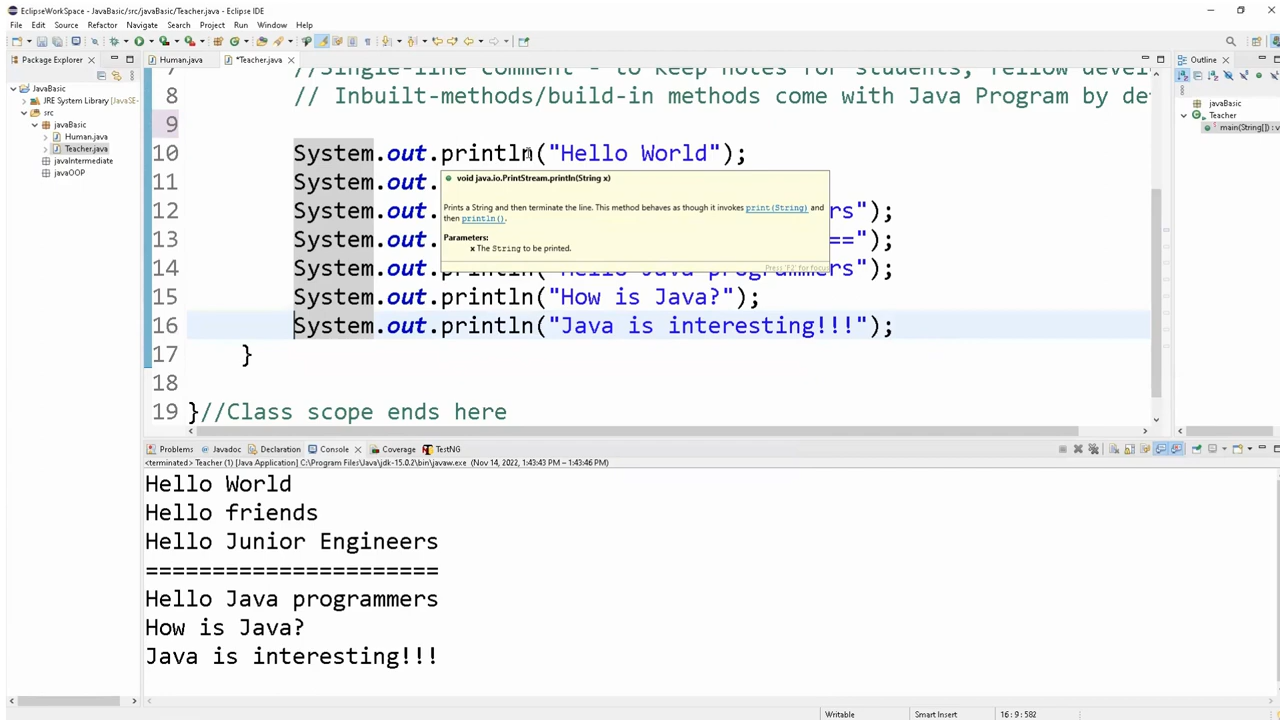 EclipseWorkSpace - JavaBasic/src/javaBasic/Teacher.java - Eclipse IDE
File Edit Source Refactor Navigate Search Project Run Window Help
Package Explorer
Human.java
*Teacher.java
Outline
JavaBasic
JRE System Library [JavaSE-
src
javaBasic
Human.java
Teacher.java
javaIntermediate
javaOOP
7 //Single-line comment - to keep notes for students, fellow devel
8 // Inbuilt-methods/build-in methods come with Java Program by de
9
10 System.out.println("Hello World");
11 System.out.
12 System.out. rs");
13 System.out. ==");
14 System.out.println("Hello Java programmers");
15 System.out.println("How is Java?");
16 System.out.println("Java is interesting!!!");
17 }
18
19 }//Class scope ends here
void java.io.PrintStream.println(String x)
Prints a String and then terminate the line. This method behaves as though it invokes print(String) and
then println().
Parameters:
x The String to be printed.
Press 'F2' for focus
javaBasic
Teacher
main(String[]) :
Problems Javadoc Declaration Console Coverage TestNG
<terminated> Teacher (1) [Java Application] C:\Program Files\Java\jdk-15.0.2\bin\javaw.exe (Nov 14, 2022, 1:43:43 PM – 1:43:46 PM)
Hello World
Hello friends
Hello Junior Engineers
======================
Hello Java programmers
How is Java?
Java is interesting!!!
Writable
Smart Insert
16 : 9 : 582